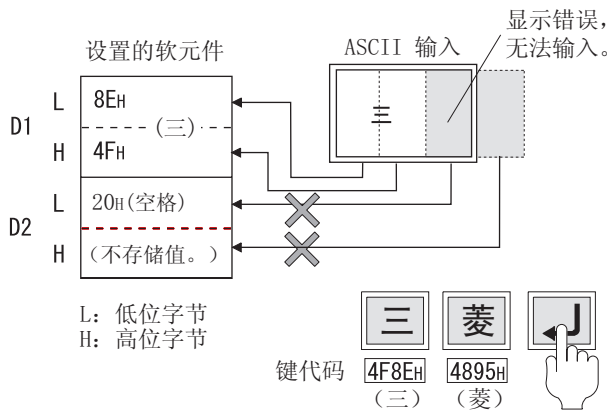 显示错误，
无法输入。
设置的软元件
ASCII 输入
D1
L
8EH
(三)
三
H
4FH
D2
L
20H(空格)
H
(不存储值。)
L: 低位字节
H: 高位字节
三
菱
键代码
4F8EH
4895H
(三)
(菱)